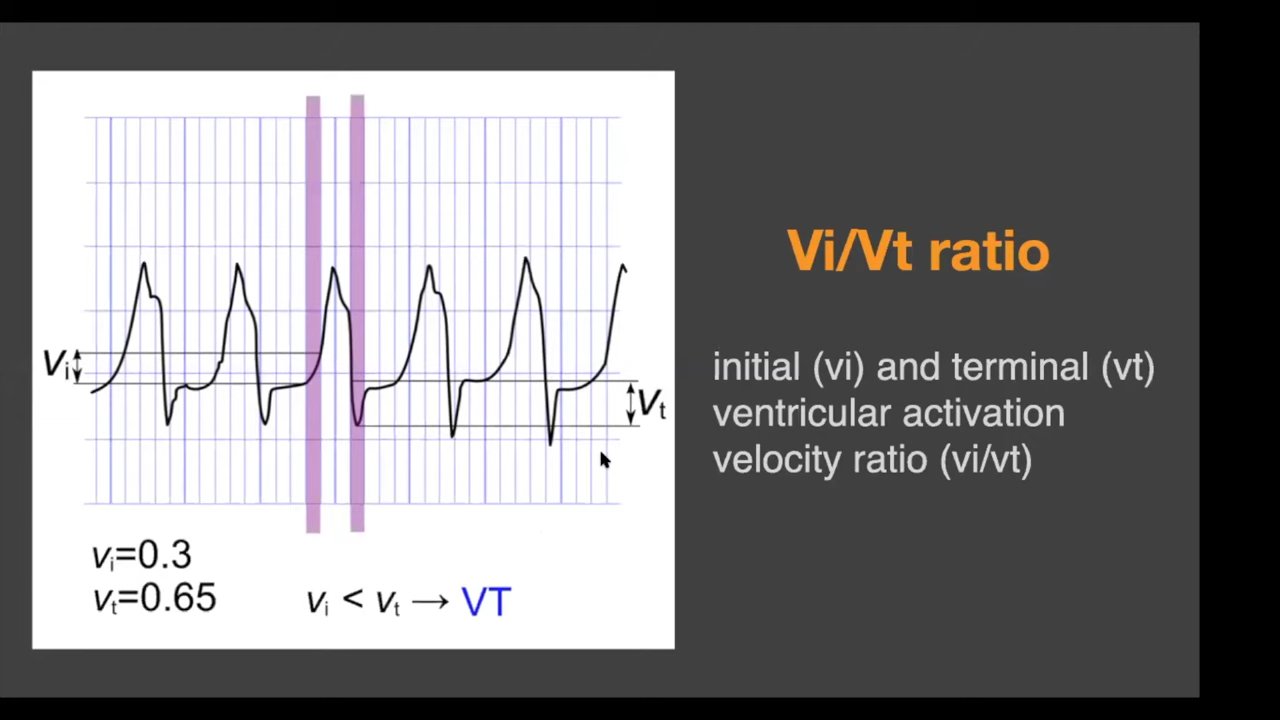 Vi
Vt
vi=0.3
vt=0.65
vi < vt → VT
Vi/Vt ratio
initial (vi) and terminal (vt)
ventricular activation
velocity ratio (vi/vt)